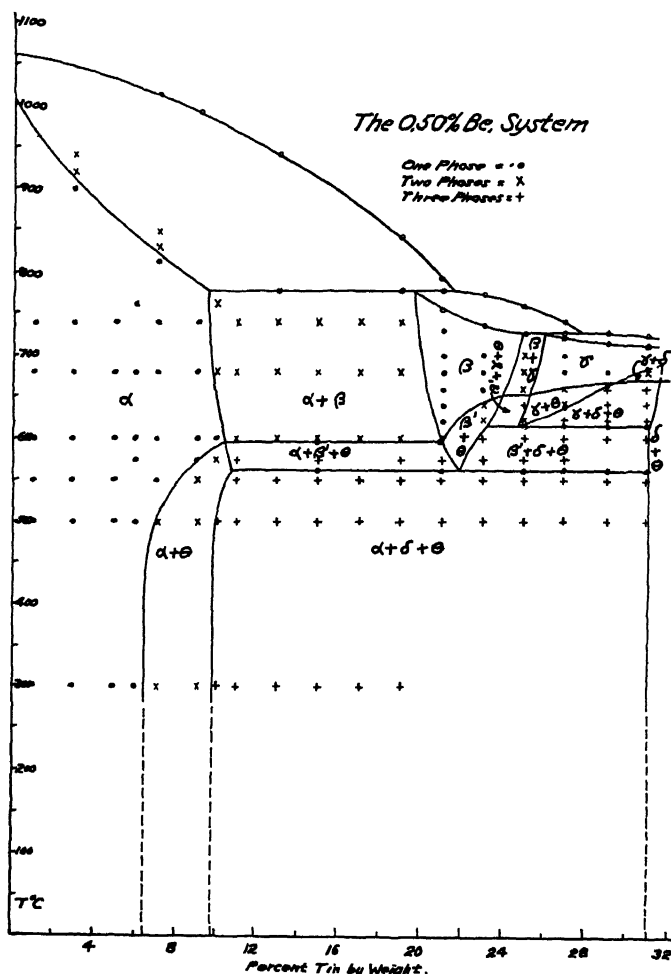 1100
The 0.50% Be. System
1000
One Phase = •
Two Phases = x
Three Phases = +
900
800
700
β
β'+γ+θ
β+γ
γ
γ+δ
α
α+β
γ+θ
γ+δ+θ
600
β'+θ
α+β'+θ
β'+δ+θ
δ+θ
500
α+θ
α+δ+θ
400
300
200
100
T°C
4 8 12 16 20 24 28 32
Percent Tin by Weight.